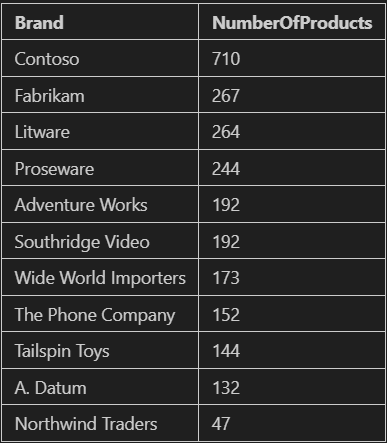 Brand NumberOfProducts
Contoso 710
Fabrikam 267
Litware 264
Proseware 244
Adventure Works 192
Southridge Video 192
Wide World Importers 173
The Phone Company 152
Tailspin Toys 144
A. Datum 132
Northwind Traders 47